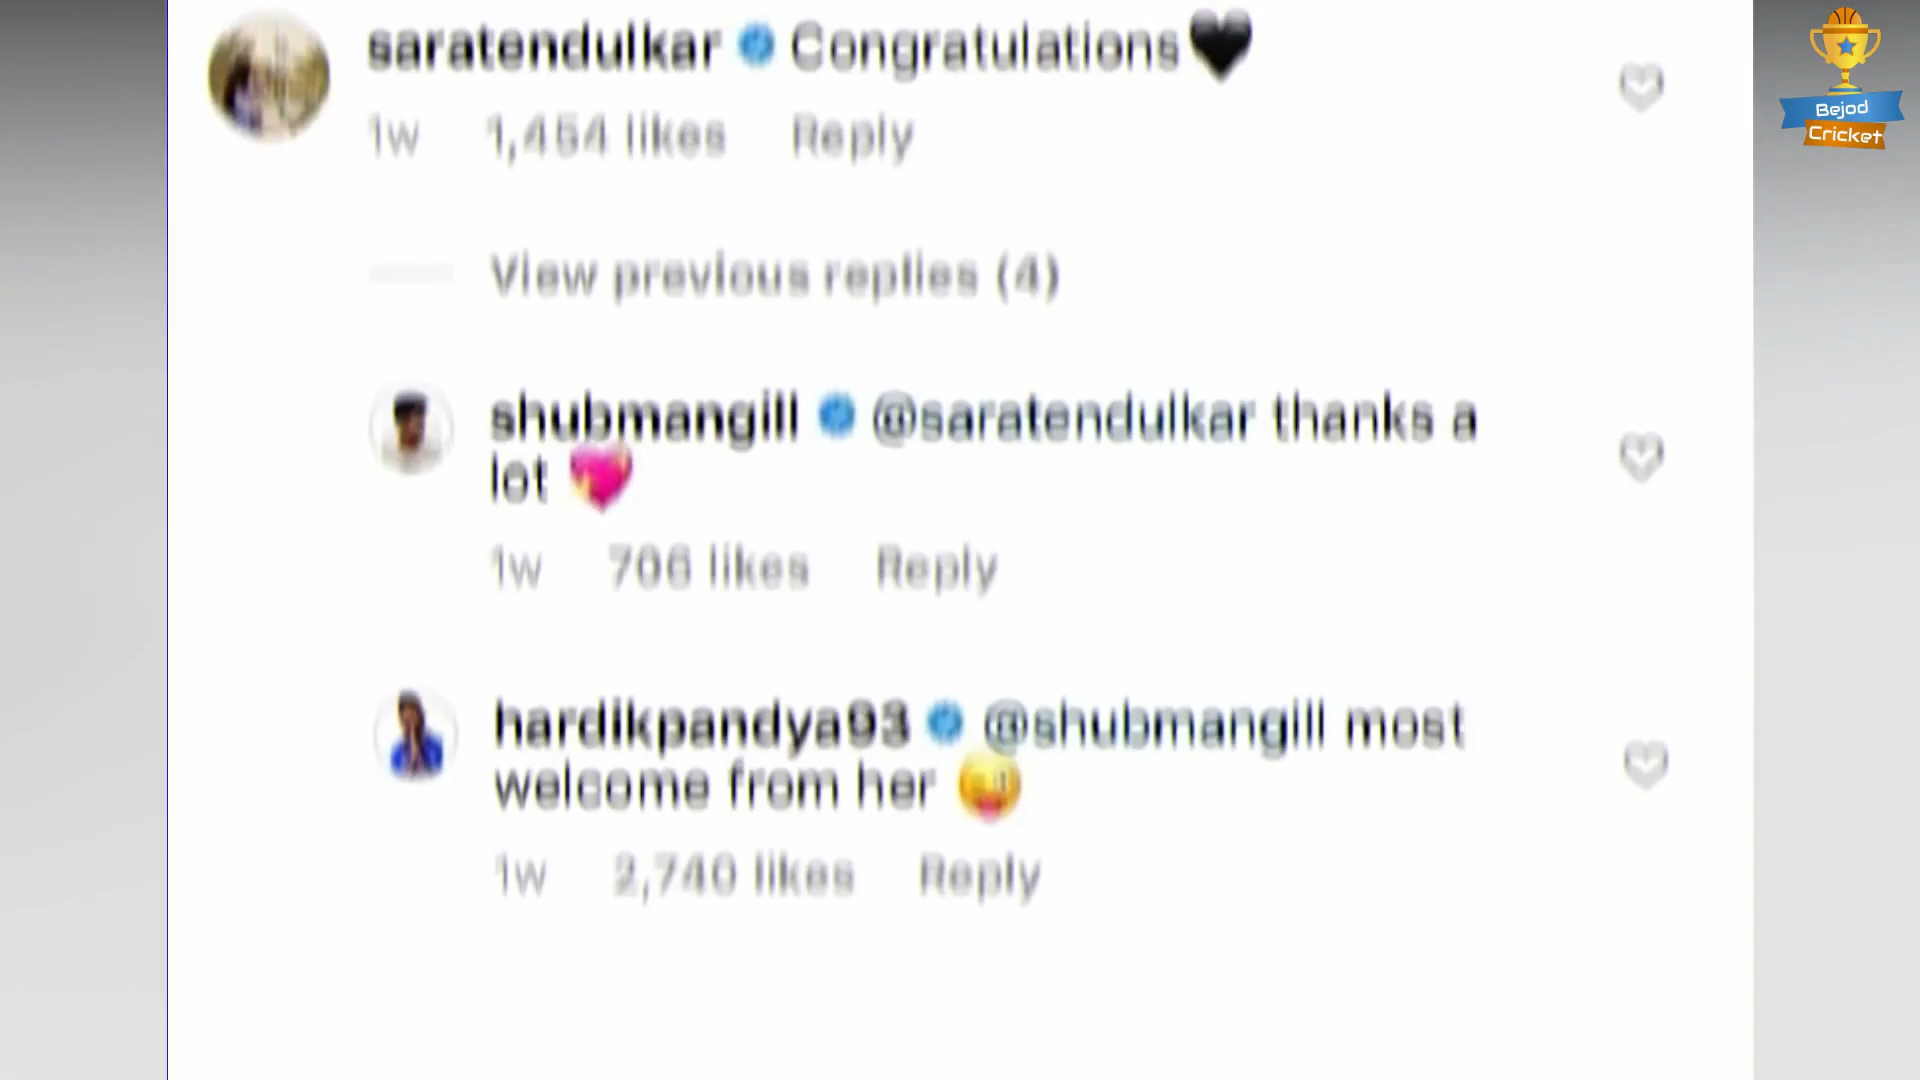 saratendulkar Congratulations🖤
1w 1,454 likes Reply
View previous replies (4)
shubmangill @saratendulkar thanks a
lot 💖
1w 706 likes Reply
hardikpandya93 @shubmangill most
welcome from her 😜
1w 2,740 likes Reply
Bejod
Cricket